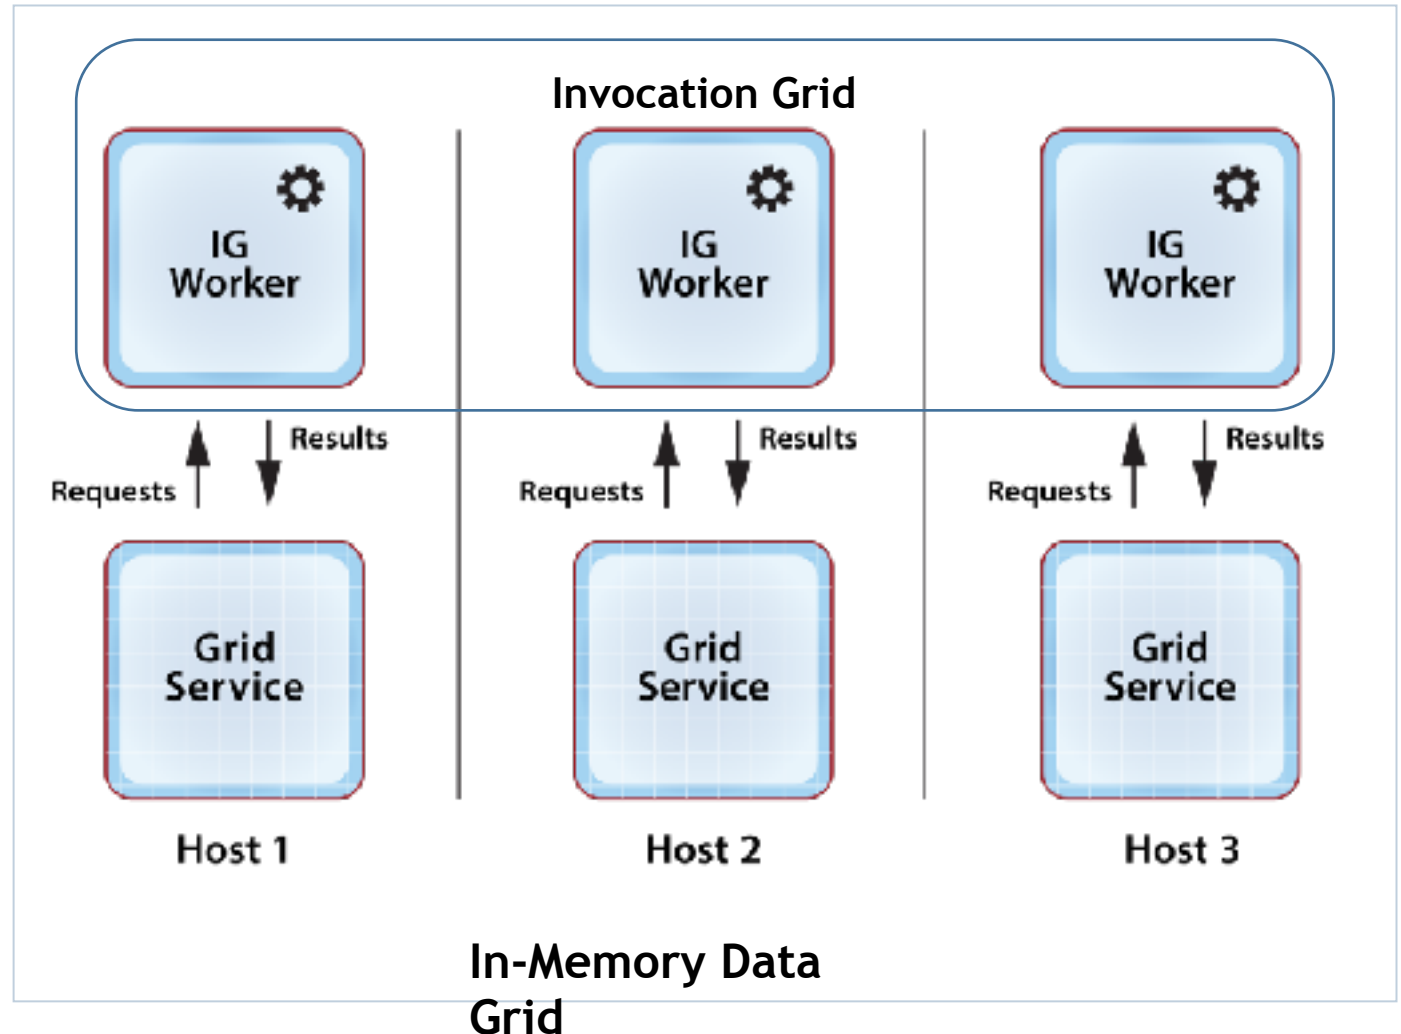 Invocation Grid
IG
Worker
IG
Worker
IG
Worker
Requests
Results
Requests
Results
Requests
Results
Grid
Service
Grid
Service
Grid
Service
Host 1
Host 2
Host 3
In-Memory Data
Grid